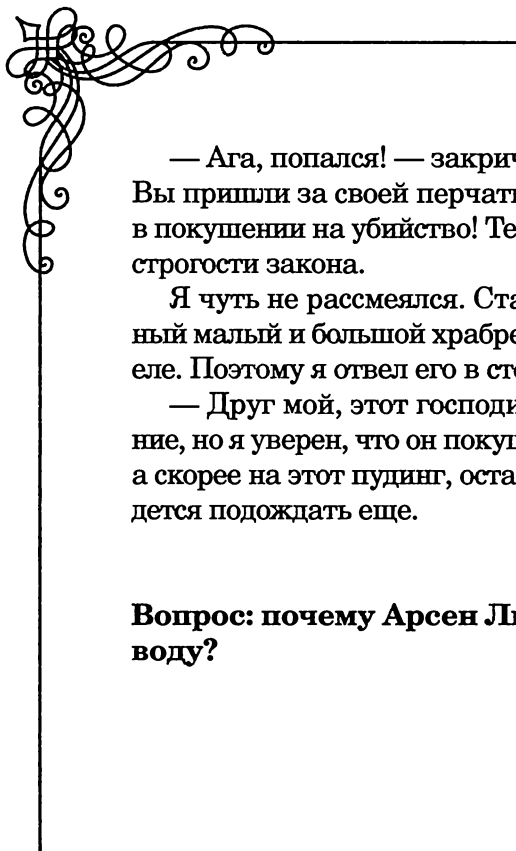 — Ага, попался! — закрич
Вы пришли за своей перчатк
в покушении на убийство! Те
строгости закона.
Я чуть не рассмеялся. Ста
ный малый и большой храбре
еле. Поэтому я отвел его в сто
— Друг мой, этот господи
ние, но я уверен, что он покуш
а скорее на этот пудинг, оста
дется подождать еще.
Вопрос: почему Арсен Лю
воду?